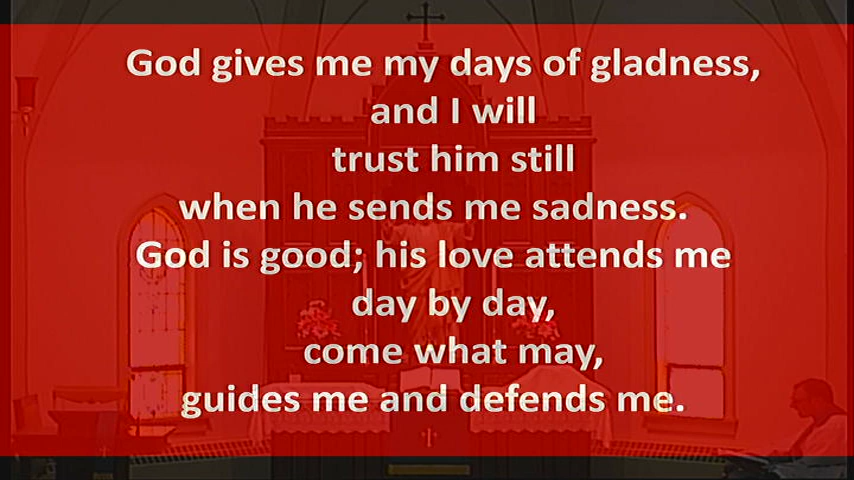 God gives me my days of gladness,
and I will
trust him still
when he sends me sadness.
God is good; his love attends me
day by day,
come what may,
guides me and defends me.